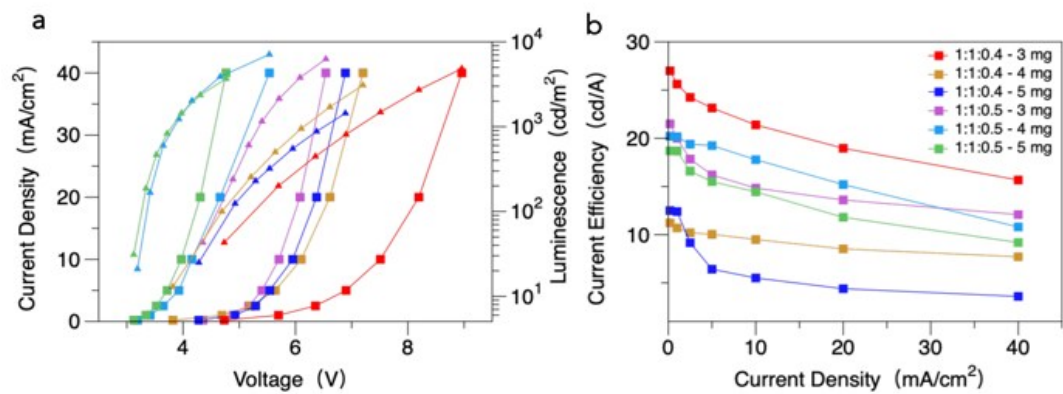 a
Current Density (mA/cm²)
40
30
20
10
0
4
6
8
Voltage (V)
10⁴
10³
10²
10¹
Luminescence (cd/m²)
b
Current Efficiency (cd/A)
30
20
10
0
10
20
30
40
Current Density (mA/cm²)
1:1:0.4 - 3 mg
1:1:0.4 - 4 mg
1:1:0.4 - 5 mg
1:1:0.5 - 3 mg
1:1:0.5 - 4 mg
1:1:0.5 - 5 mg